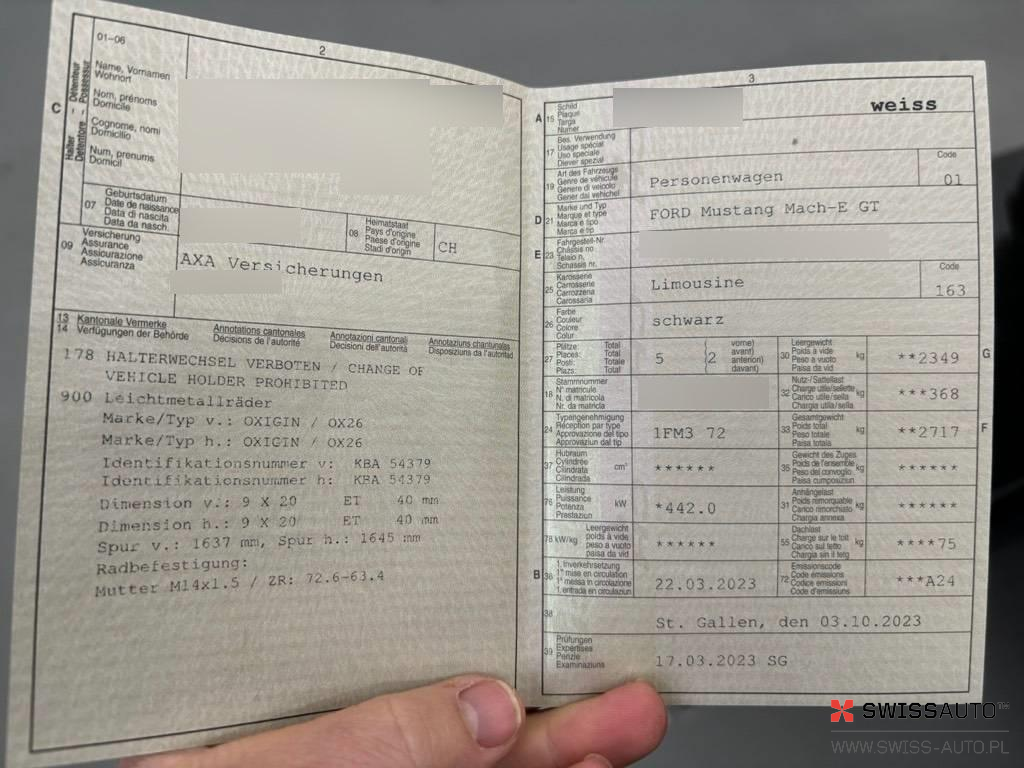 2
01-06
C
Halter - Détenteur
Detentore - Possessur
Name, Vornamen
Wohnort
Nom, prénoms
Domicile
Cognome, nomi
Domicilio
Num, prenums
Domicil
07
Geburtsdatum
Date de naissance
Data di nascita
Data da nasch.
08
Heimatstaat
Pays d'origine
Paese d'origine
Stadi d'origin
CH
09
Versicherung
Assurance
Assicurazione
Assicuranza
AXA Versicherungen
13 Kantonale Vermerke
14 Verfügungen der Behörde
Annotations cantonales
Décisions de l'autorité
Annotazioni cantonali
Decisioni dell'autorità
Annotaziuns chantunalas
Disposiziuns da l'autoritad
178 HALTERWECHSEL VERBOTEN / CHANGE OF
VEHICLE HOLDER PROHIBITED
900 Leichtmetallräder
Marke/Typ v.: OXIGIN / OX26
Marke/Typ h.: OXIGIN / OX26
Identifikationsnummer v: KBA 54379
Identifikationsnummer h: KBA 54379
Dimension v.: 9 X 20 ET 40 mm
Dimension h.: 9 X 20 ET 40 mm
Spur v.: 1637 mm, Spur h.: 1645 mm
Radbefestigung:
Mutter M14x1.5 / ZR: 72.6-63.4
3
A 15
Schild
Plaque
Targa
Numer
weiss
17
Bes. Verwendung
Usage spécial
Uso speciale
Diever spezial
*
19
Art des Fahrzeugs
Genre de véhicule
Genere di veicolo
Gener dal vehichel
Personenwagen
Code
01
D 21
Marke und Typ
Marque et type
Marca e tipo
Marca e tip
FORD Mustang Mach-E GT
E 23
Fahrgestell-Nr.
Châssis no
Telaio n.
Schassis nr.
25
Karosserie
Carrosserie
Carrozzeria
Carossaria
Limousine
Code
163
26
Farbe
Couleur
Colore
Colur
schwarz
27
Plätze: Total
Places: Total
Posti: Totale
Plazs: Total
5
(2
vorne)
avant)
anteriori)
davant)
30
Leergewicht
Poids à vide
Peso a vuoto
Paisa da vid
kg
**2349
G
18
Stammnummer
N° matricule
N. di matricola
Nr. da matricla
32
Nutz-/Sattellast
Charge utile/sellette
Carico utile/sella
Chargia utila/sella
kg
***368
24
Typengenehmigung
Réception par type
Approvazione del tipo
Approvaziun dal tip
1FM3 72
33
Gesamtgewicht
Poids total
Peso totale
Paisa totala
kg
**2717
F
37
Hubraum
Cylindrée
Cilindrata
Cilindrada
cm³
******
35
Gewicht des Zuges
Poids de l'ensemble
Peso del convoglio
Paisa cumposiziun
kg
******
76
Leistung
Puissance
Potenza
Prestaziun
kW
*442.0
31
Anhängelast
Poids remorquable
Carico rimorchiato
Chargia annexa
kg
******
78 kW/kg
Leergewicht
poids à vide
peso a vuoto
paisa da vid
******
55
Dachlast
Charge sur le toit
Carico sul tetto
Chargia sin il tetg
kg
****75
B 36
1. Inverkehrsetzung
1re mise en circulation
1a messa in circolazione
1. entrada en circulaziun
22.03.2023
72
Emissionscode
Code émissions
Codice emissioni
Code d'emissiuns
***A24
38
St. Gallen, den 03.10.2023
39
Prüfungen
Expertises
Perizie
Examinaziuns
17.03.2023 SG
SWISSAUTO
WWW.SWISS-AUTO.PL